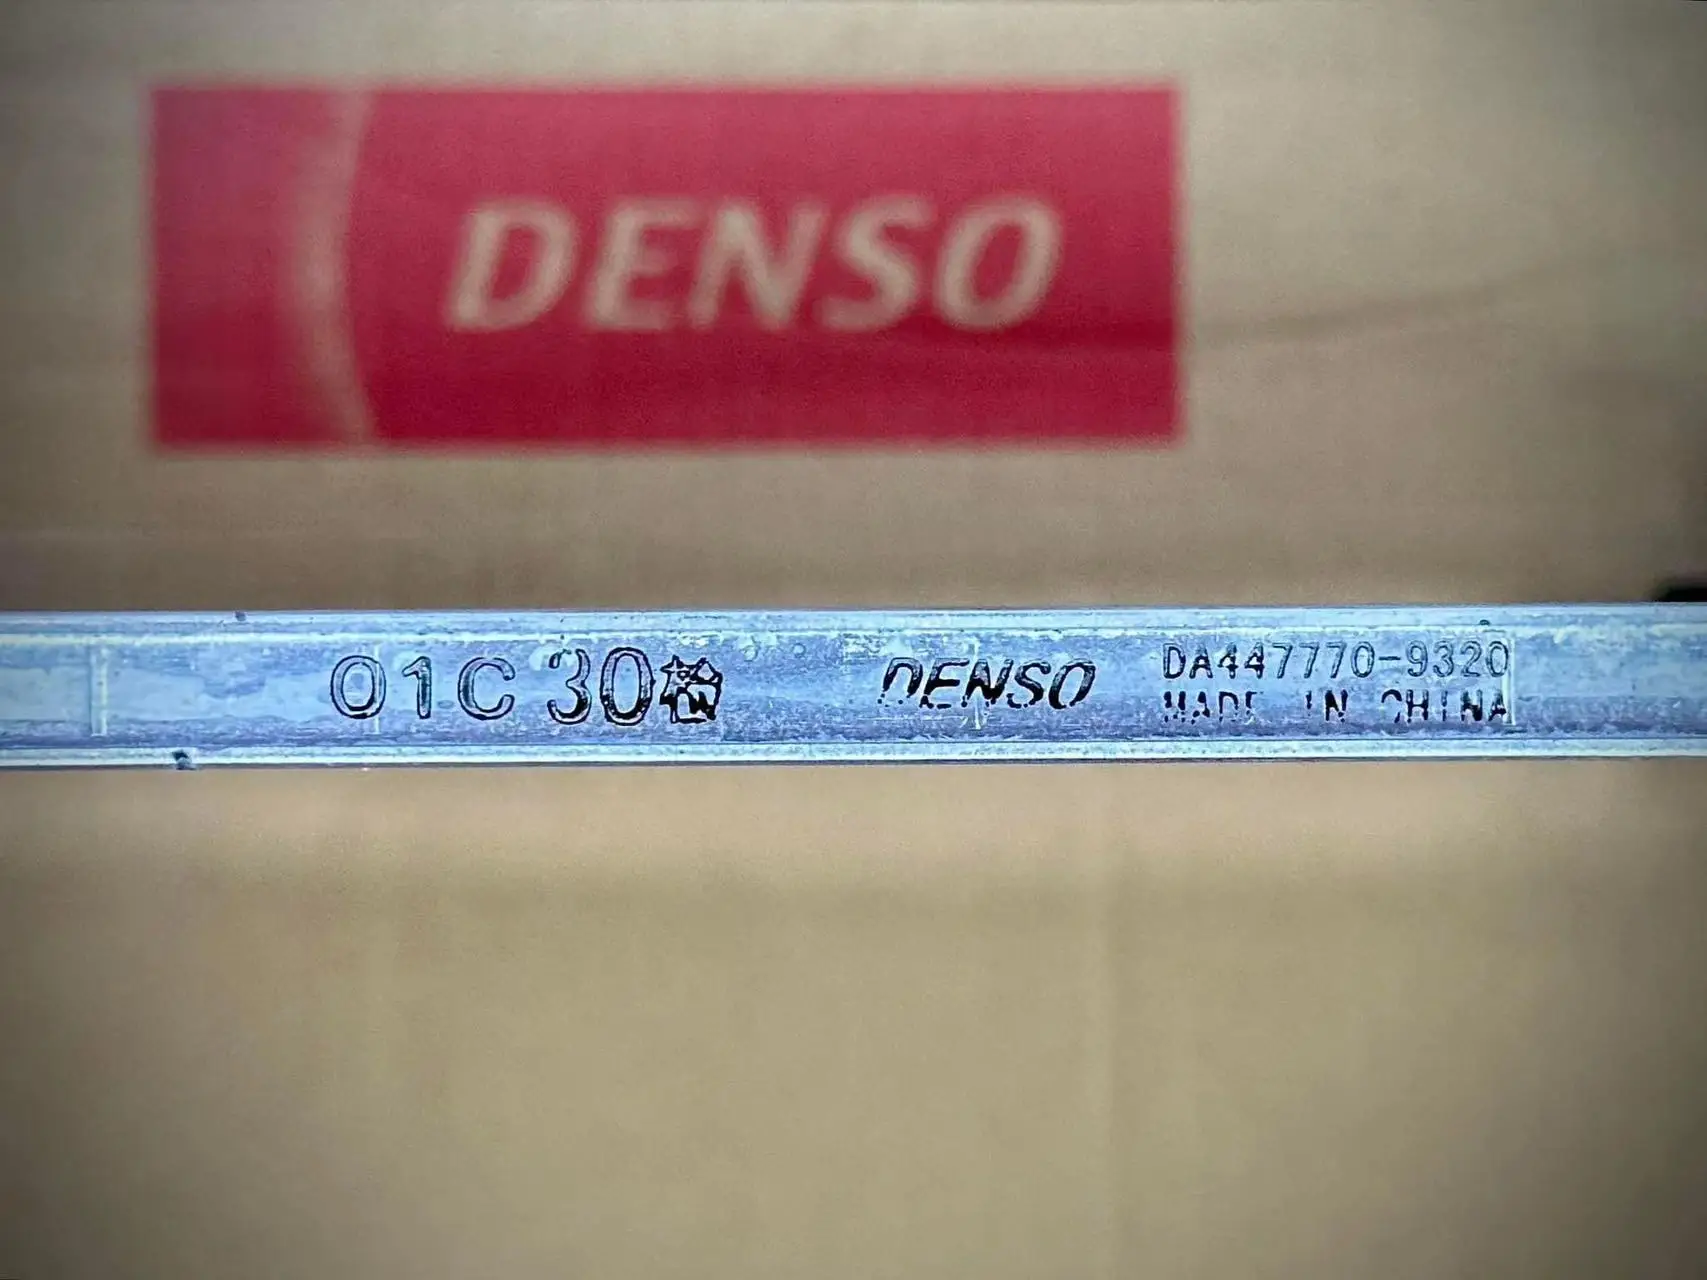 DENSO
01C 30
DENSO
DA447770-9320
MADE IN CHINA